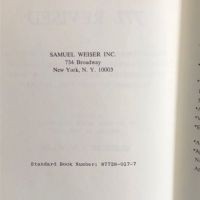 SAMUEL WEISER INC.
734 Broadway
New York, N. Y. 10003
Standard Book Number: 87728-017-7